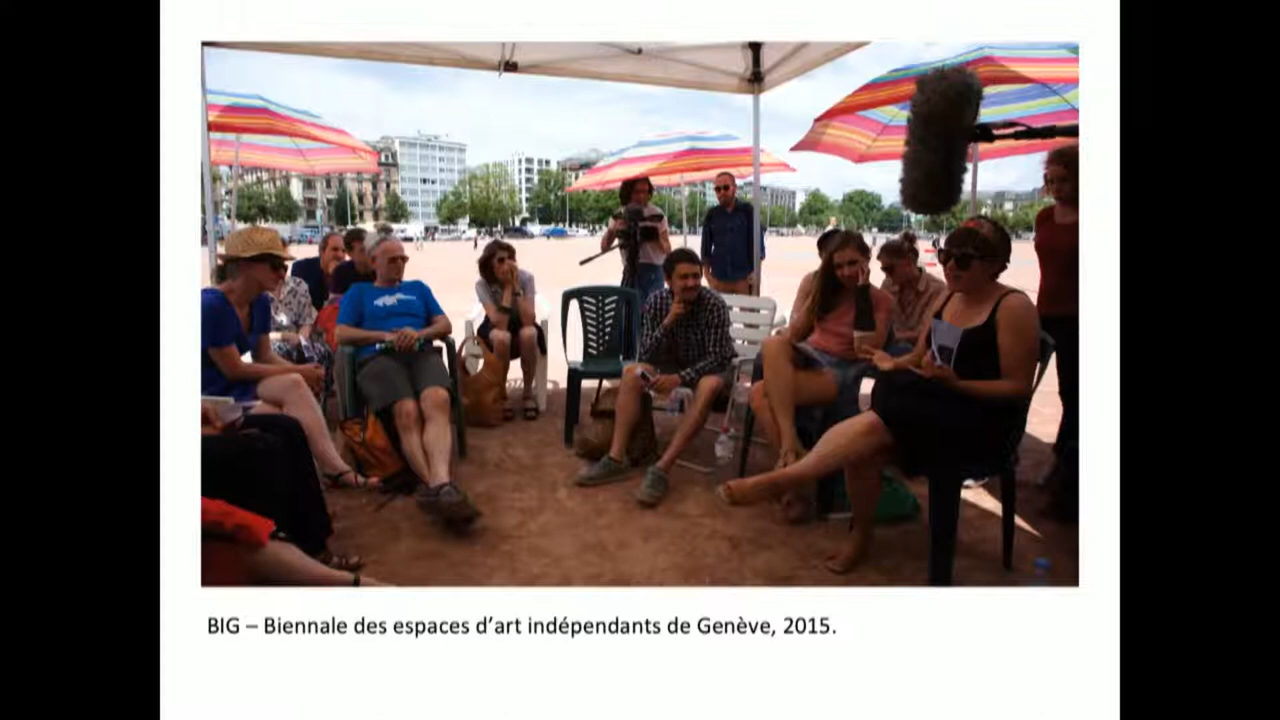 BIG – Biennale des espaces d'art indépendants de Genève, 2015.